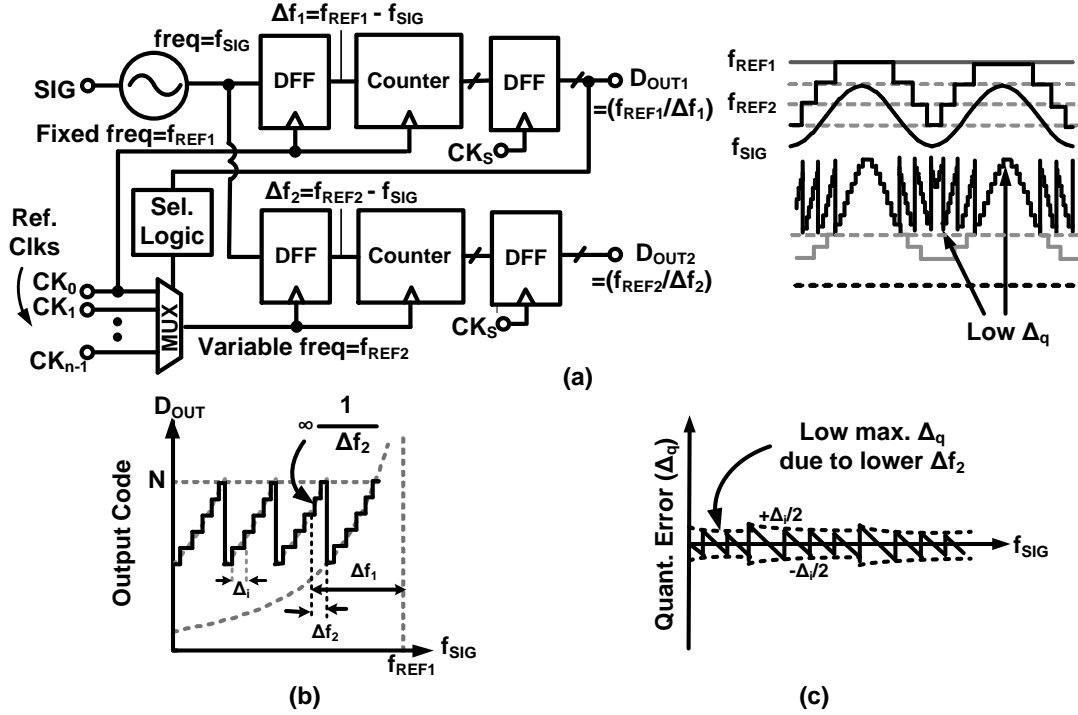 Δf1=fREF1 - fSIG
freq=fSIG
SIG
DFF
Counter
DFF
DOUT1
=(fREF1/Δf1)
Fixed freq=fREF1
CKS
Sel.
Logic
Ref.
Clks
CK0
CK1
CKn-1
MUX
Δf2=fREF2 - fSIG
DFF
Counter
DFF
DOUT2
=(fREF2/Δf2)
CKS
Variable freq=fREF2
fREF1
fREF2
fSIG
Low Δq
(a)
DOUT
Output Code
N
∞ 1
Δf2
Δi
Δf1
Δf2
fREF1
fSIG
(b)
Quant. Error (Δq)
Low max. Δq
due to lower Δf2
+Δi/2
-Δi/2
fSIG
(c)